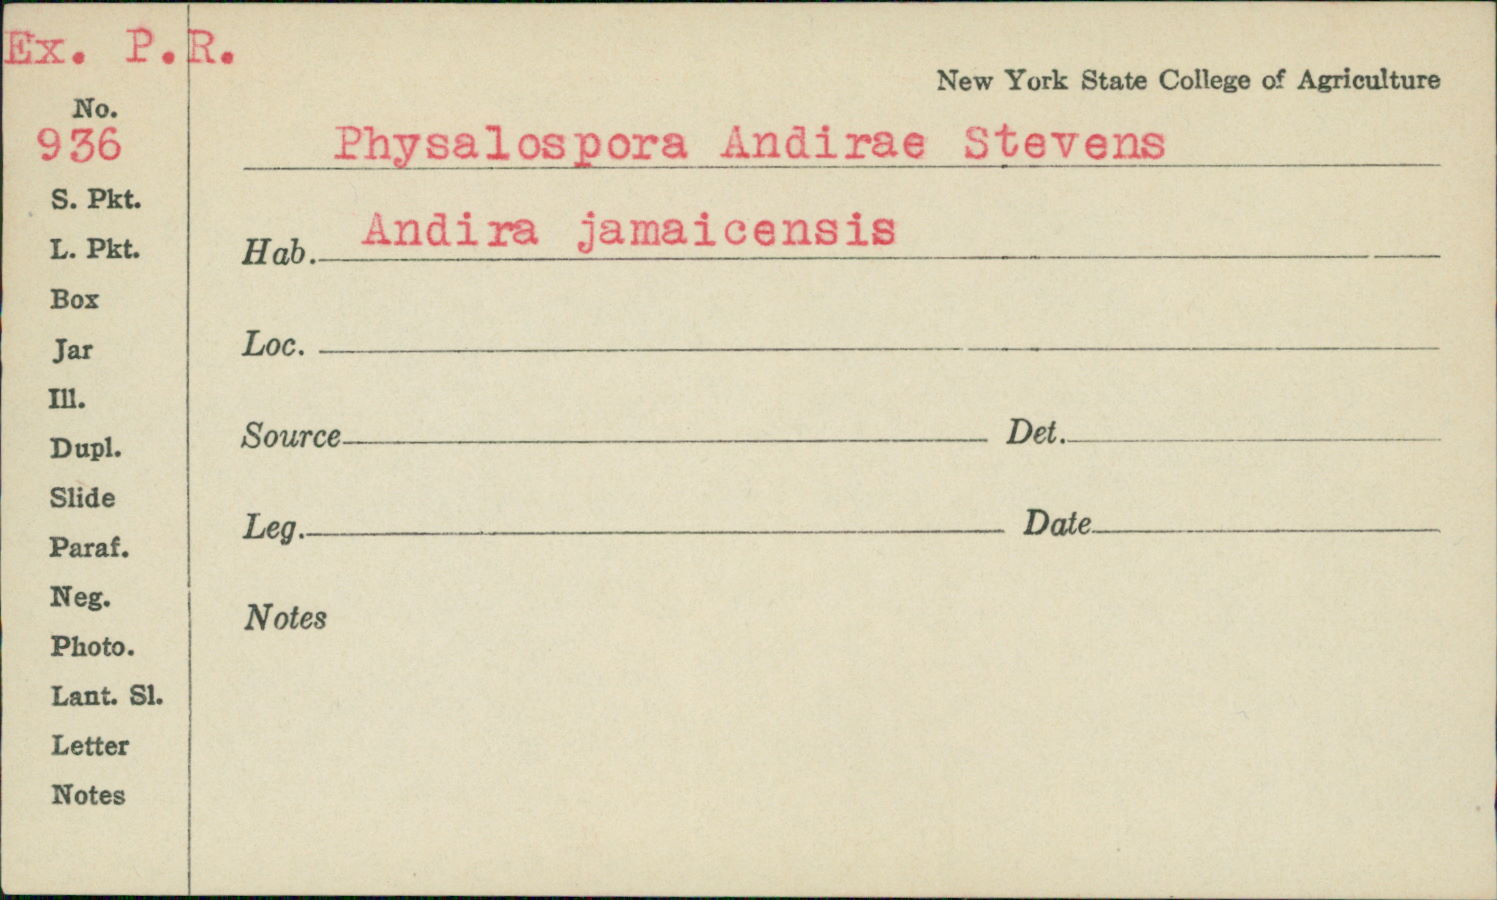 Ex. P.R.
New York State College of Agriculture
No.
936
Physalospora Andirae Stevens
S. Pkt.
L. Pkt.
Box
Jar
Ill.
Dupl.
Slide
Paraf.
Neg.
Photo.
Lant. Sl.
Letter
Notes
Hab. Andira jamaicensis
Loc.
Source Det.
Leg. Date
Notes